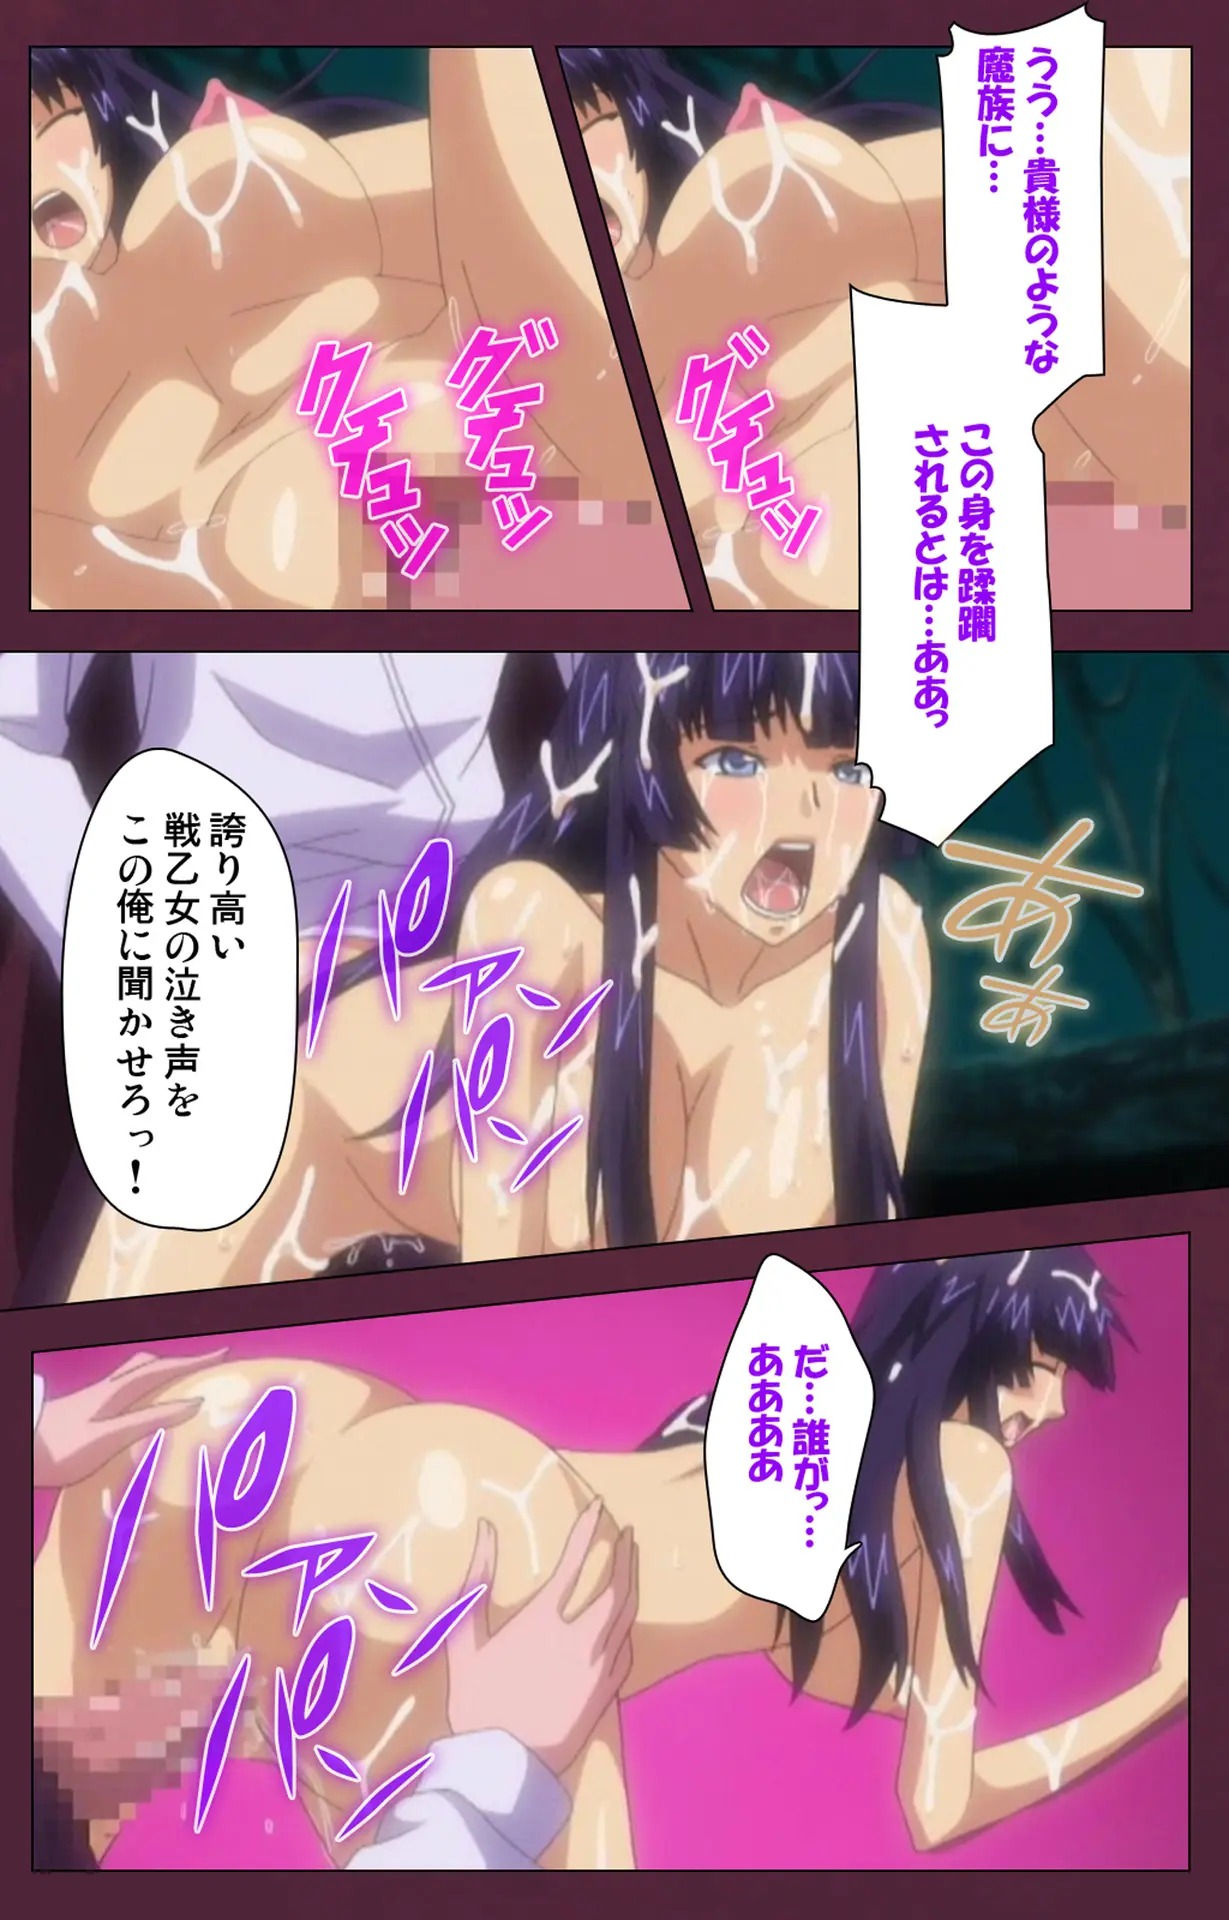 うう…貴様のような
魔族に…
この身を蹂躙
されるとは…ああっ
グチュッ
グチュッ
グチュッ
誇り高い
戦乙女の泣き声を
この俺に聞かせろっ！
ああ
パァン
パン
だ…誰がっ…
ああああ
パァン
パン